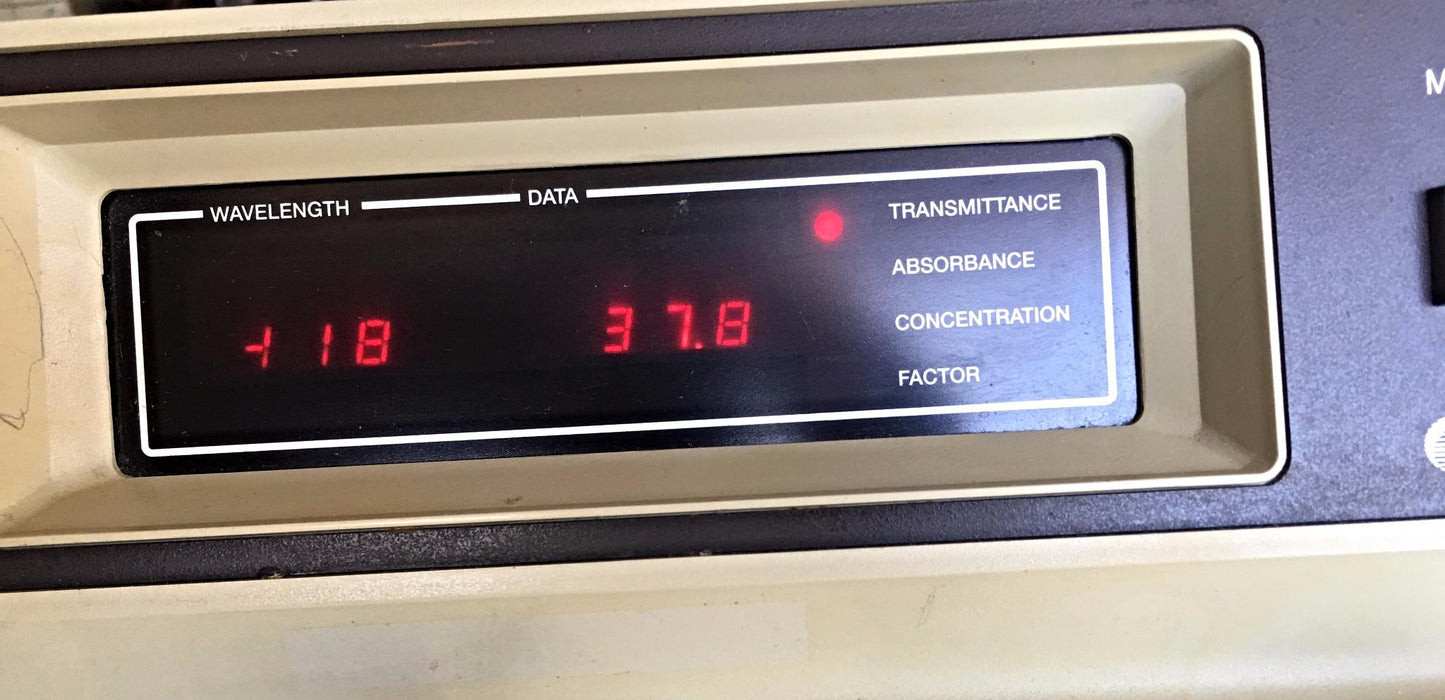 WAVELENGTH DATA
TRANSMITTANCE
ABSORBANCE
-118 37.8
CONCENTRATION
FACTOR
M